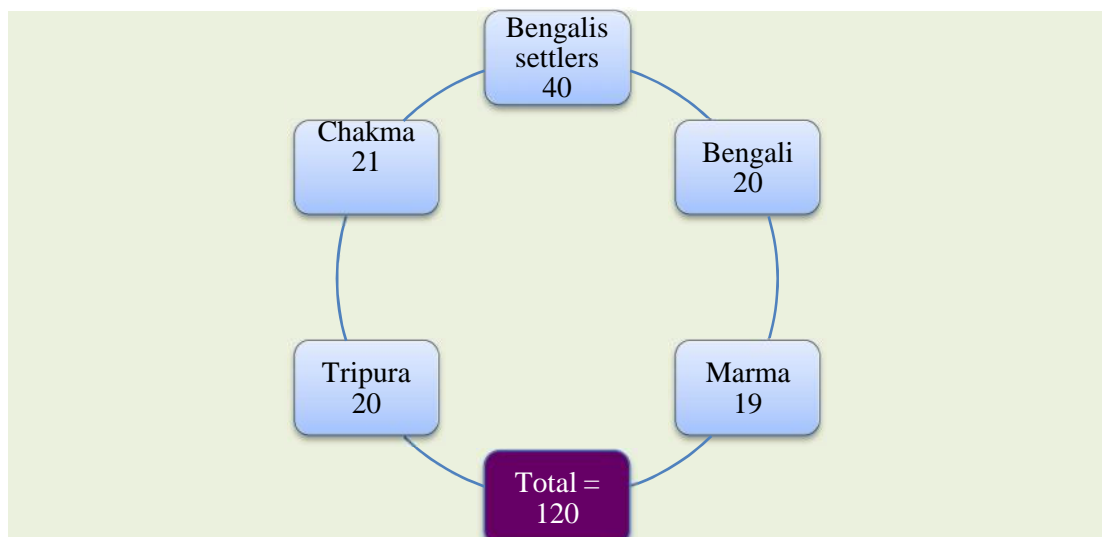 Bengalis
settlers
40
Chakma
21
Bengali
20
Tripura
20
Marma
19
Total =
120